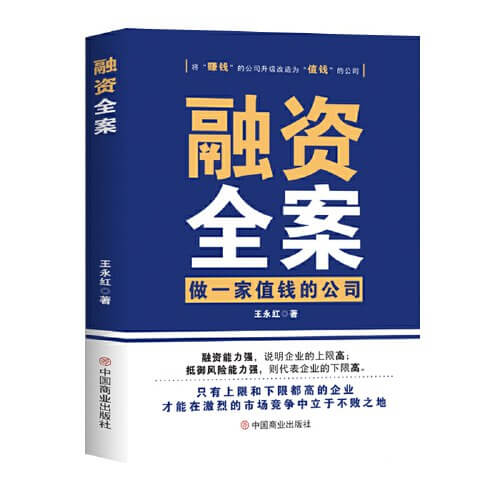 融资全案
王永红 著
中国商业出版社
将“赚钱”的公司升级改造为“值钱”的公司
融资
全案
做一家值钱的公司
王永红◎著
融资能力强，说明企业的上限高；
抵御风险能力强，则代表企业的下限高。
只有上限和下限都高的企业
才能在激烈的市场竞争中立于不败之地
中国商业出版社